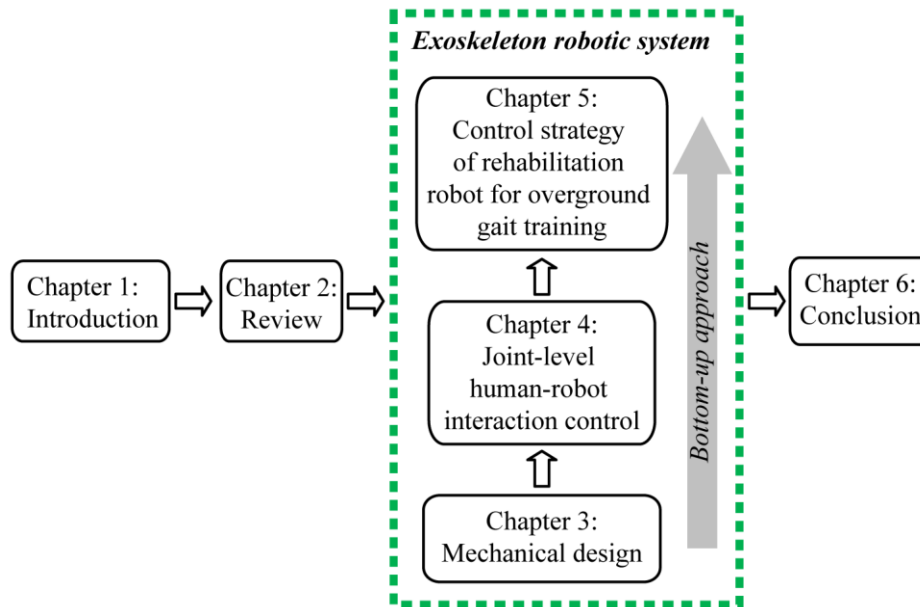 Exoskeleton robotic system
Chapter 5:
Control strategy
of rehabilitation
robot for overground
gait training
Bottom-up approach
Chapter 1:
Introduction
Chapter 2:
Review
Chapter 4:
Joint-level
human-robot
interaction control
Chapter 6:
Conclusion
Chapter 3:
Mechanical design